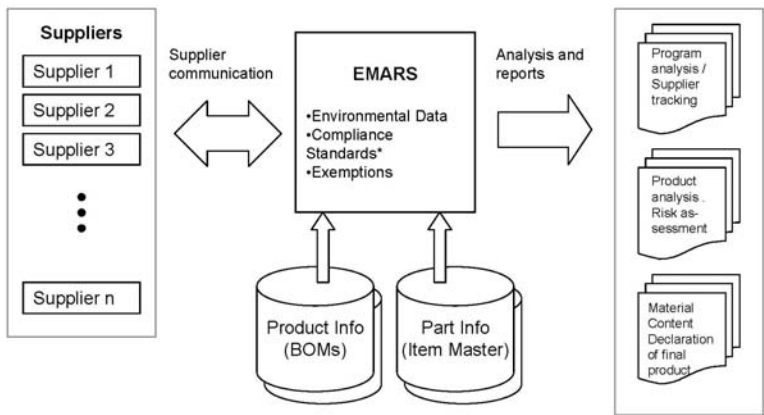 Suppliers
Supplier 1
Supplier 2
Supplier 3
Supplier n
Supplier
communication
EMARS
•Environmental Data
•Compliance
Standards*
•Exemptions
Product Info
(BOMs)
Part Info
(Item Master)
Analysis and
reports
Program
analysis /
Supplier
tracking
Product
analysis .
Risk as-
sessment
Material
Content
Declaration
of final
product